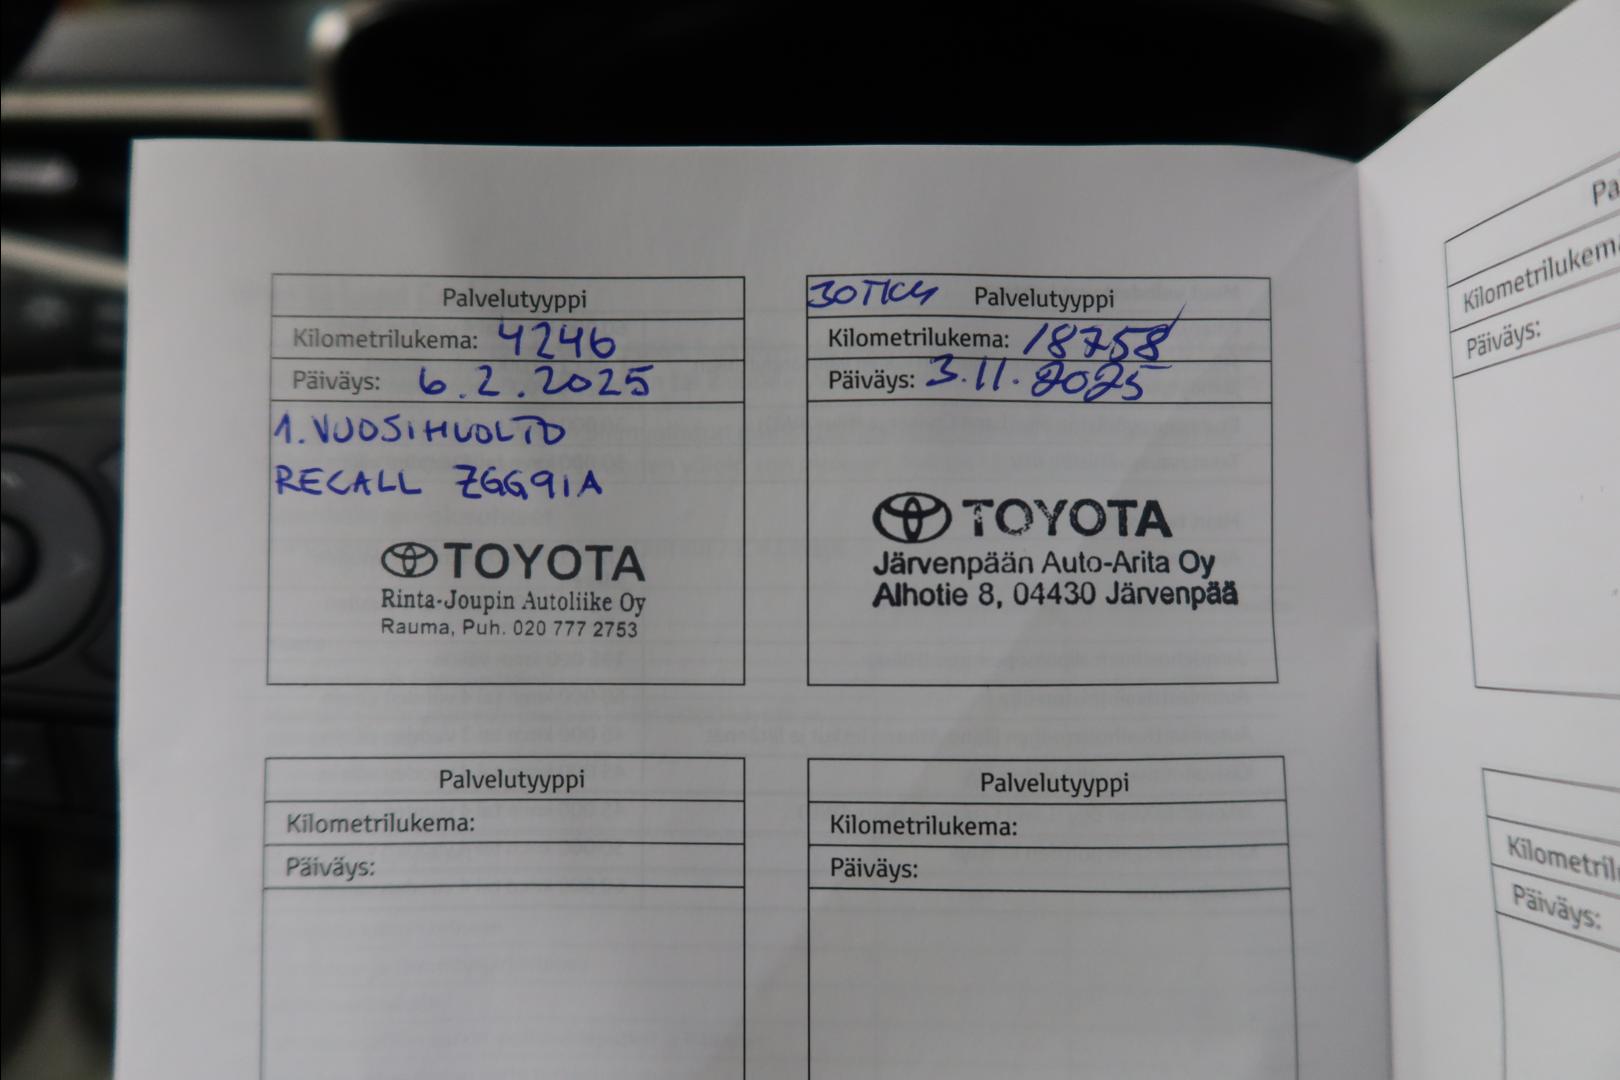 Palvelutyyppi
Kilometrilukema: 4246
Päiväys: 6.2.2025
1. VUOSIHUOLTO
RECALL ZGG91A
TOYOTA
Rinta-Joupin Autoliike Oy
Rauma, Puh. 020 777 2753
30TKM Palvelutyyppi
Kilometrilukema: 18758
Päiväys: 3.11.2025
TOYOTA
Järvenpään Auto-Arita Oy
Alhotie 8, 04430 Järvenpää
Palvelutyyppi
Kilometrilukema:
Päiväys:
Palvelutyyppi
Kilometrilukema:
Päiväys:
Pa
Kilometrilukema
Päiväys:
Kilometril
Päiväys: